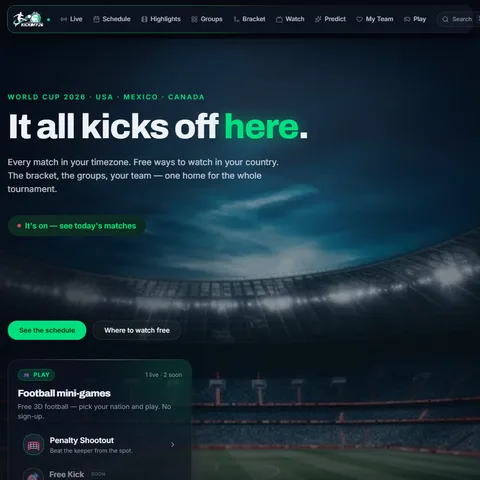 KICKOFF26
Live
Schedule
Highlights
Groups
Bracket
Watch
Predict
My Team
Play
Search
WORLD CUP 2026 · USA · MEXICO · CANADA
It all kicks off here.
Every match in your timezone. Free ways to watch in your country.
The bracket, the groups, your team — one home for the whole
tournament.
It's on — see today's matches
See the schedule
Where to watch free
PLAY
1 live · 2 soon
Football mini-games
Free 3D football — pick your nation and play. No
sign-up.
Penalty Shootout
Beat the keeper from the spot.
Free Kick
SOON